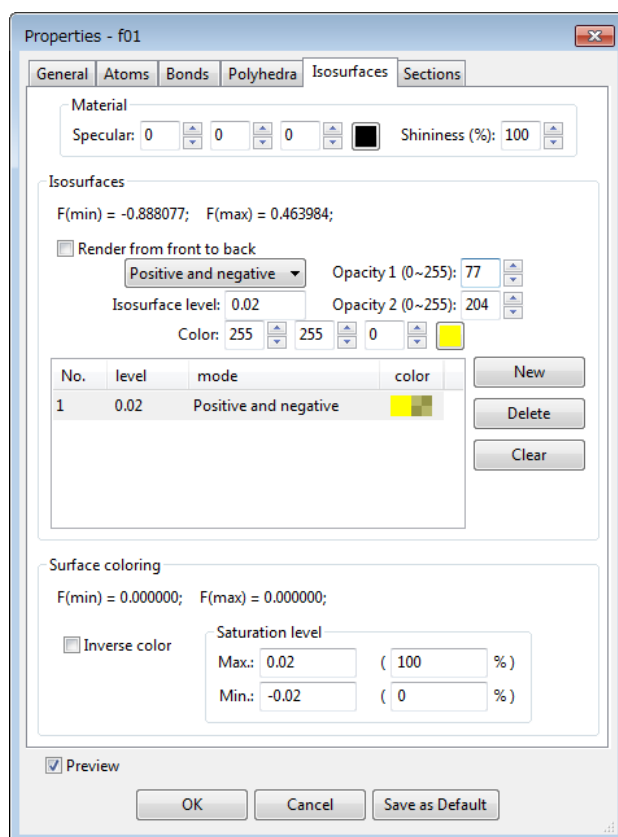 Properties - f01
General Atoms Bonds Polyhedra Isosurfaces Sections
Material
Specular: 0 0 0 Shininess (%): 100
Isosurfaces
F(min) = -0.888077; F(max) = 0.463984;
Render from front to back
Positive and negative Opacity 1 (0~255): 77
Isosurface level: 0.02 Opacity 2 (0~255): 204
Color: 255 255 0
No. level mode color
1 0.02 Positive and negative
New
Delete
Clear
Surface coloring
F(min) = 0.000000; F(max) = 0.000000;
Inverse color
Saturation level
Max.: 0.02 ( 100 % )
Min.: -0.02 ( 0 % )
Preview
OK Cancel Save as Default